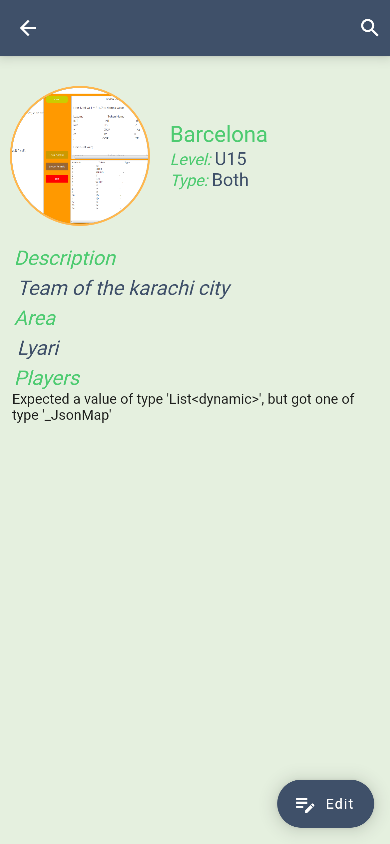 Barcelona
Level: U15
Type: Both
Description
Team of the karachi city
Area
Lyari
Players
Expected a value of type 'List<dynamic>', but got one of
type '_JsonMap'
Edit